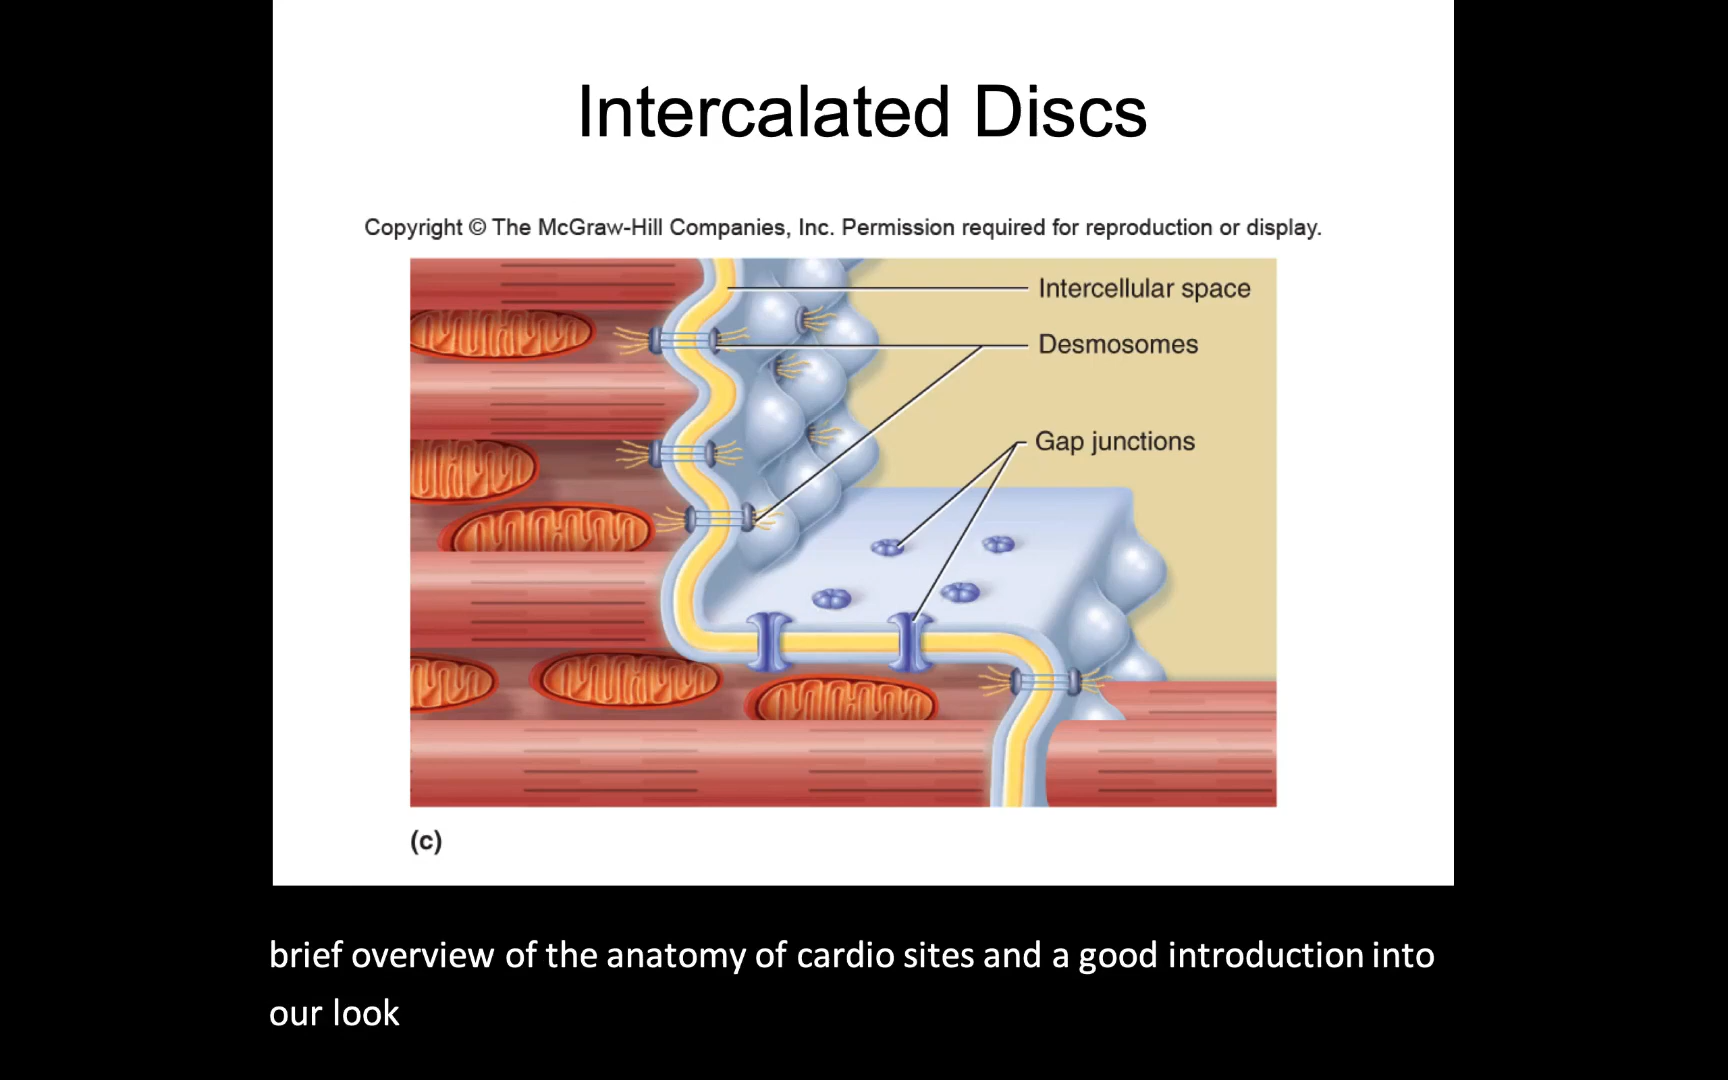 Intercalated Discs
Copyright © The McGraw-Hill Companies, Inc. Permission required for reproduction or display.
Intercellular space
Desmosomes
Gap junctions
(c)
brief overview of the anatomy of cardio sites and a good introduction into
our look